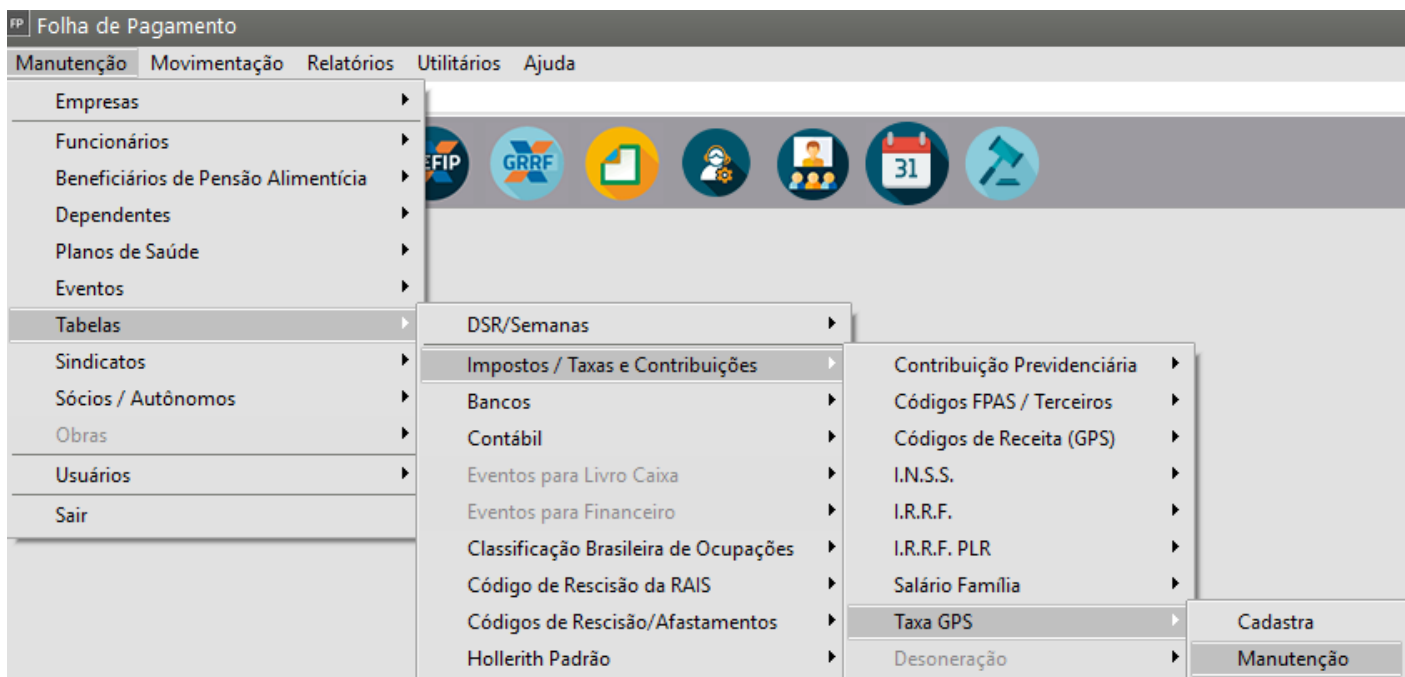 FP Folha de Pagamento
Manutenção Movimentação Relatórios Utilitários Ajuda
Empresas
Funcionários
Beneficiários de Pensão Alimentícia
Dependentes
Planos de Saúde
Eventos
Tabelas
Sindicatos
Sócios / Autônomos
Obras
Usuários
Sair
EFIP
GRRF
31
DSR/Semanas
Impostos / Taxas e Contribuições
Bancos
Contábil
Eventos para Livro Caixa
Eventos para Financeiro
Classificação Brasileira de Ocupações
Código de Rescisão da RAIS
Códigos de Rescisão/Afastamentos
Hollerith Padrão
Contribuição Previdenciária
Códigos FPAS / Terceiros
Códigos de Receita (GPS)
I.N.S.S.
I.R.R.F.
I.R.R.F. PLR
Salário Família
Taxa GPS
Desoneração
Cadastra
Manutenção